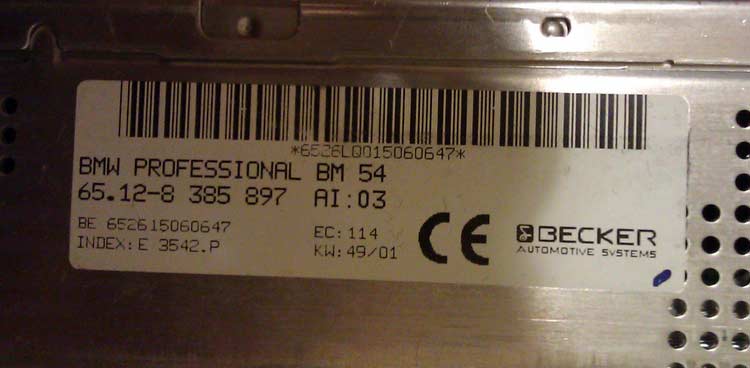 *6526LQ015060647*
BMW PROFESSIONAL BM 54
65.12-8 385 897 AI:03
BE 652615060647
EC: 114
INDEX: E 3542.P
KW: 49/01
CE
BECKER
AUTOMOTIVE SYSTEMS